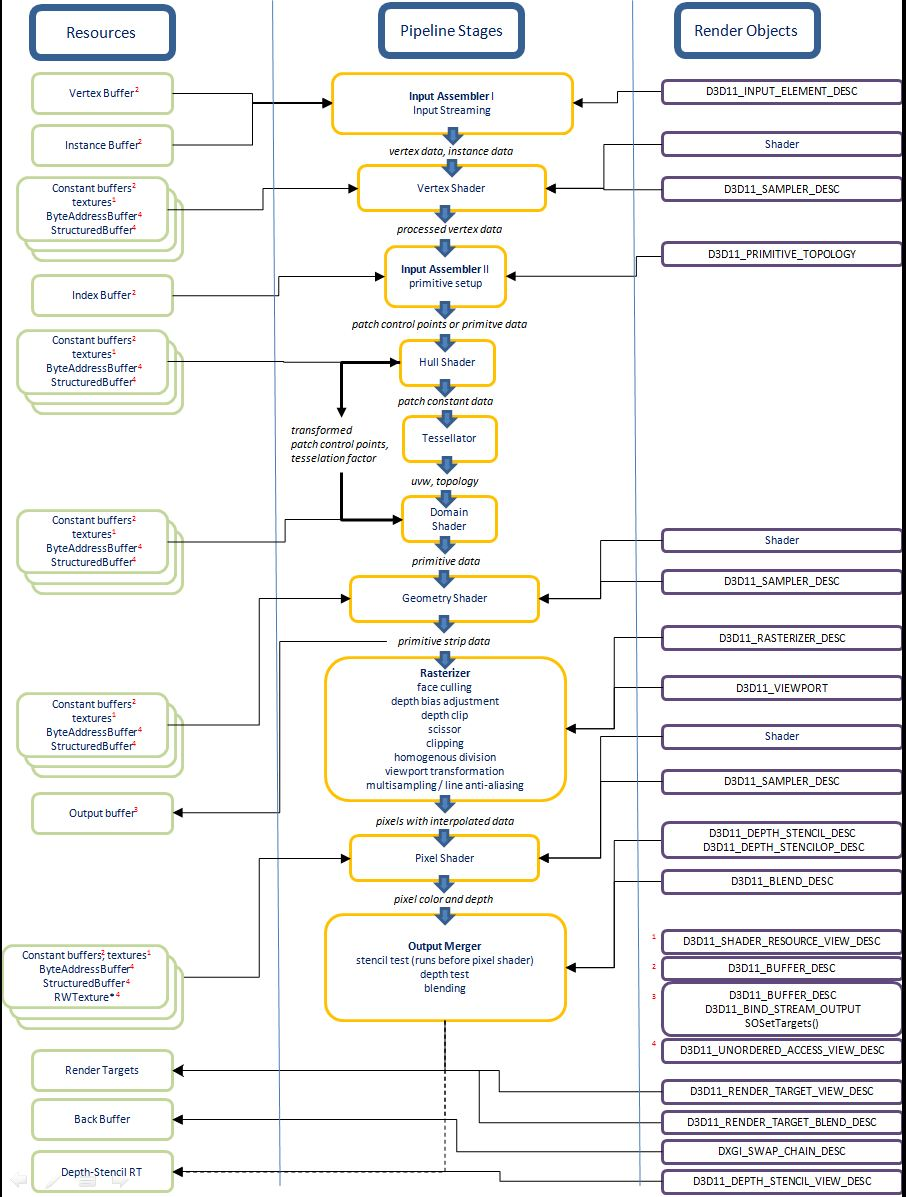 Resources
Pipeline Stages
Render Objects
Vertex Buffer²
Instance Buffer²
Constant buffers²
textures¹
ByteAddressBuffer⁴
StructuredBuffer⁴
Index Buffer²
Constant buffers²
textures¹
ByteAddressBuffer⁴
StructuredBuffer⁴
Constant buffers²
textures¹
ByteAddressBuffer⁴
StructuredBuffer⁴
Constant buffers²
textures¹
ByteAddressBuffer⁴
StructuredBuffer⁴
Output buffer³
Constant buffers², textures¹
ByteAddressBuffer⁴
StructuredBuffer⁴
RWTexture*⁴
Render Targets
Back Buffer
Depth-Stencil RT
Input Assembler I
Input Streaming
vertex data, instance data
Vertex Shader
processed vertex data
Input Assembler II
primitive setup
patch control points or primitve data
Hull Shader
patch constant data
transformed
patch control points,
tesselation factor
Tessellator
uvw, topology
Domain
Shader
primitive data
Geometry Shader
primitive strip data
Rasterizer
face culling
depth bias adjustment
depth clip
scissor
clipping
homogenous division
viewport transformation
multisampling / line anti-aliasing
pixels with interpolated data
Pixel Shader
pixel color and depth
Output Merger
stencil test (runs before pixel shader)
depth test
blending
D3D11_INPUT_ELEMENT_DESC
Shader
D3D11_SAMPLER_DESC
D3D11_PRIMITIVE_TOPOLOGY
Shader
D3D11_SAMPLER_DESC
D3D11_RASTERIZER_DESC
D3D11_VIEWPORT
Shader
D3D11_SAMPLER_DESC
D3D11_DEPTH_STENCIL_DESC
D3D11_DEPTH_STENCILOP_DESC
D3D11_BLEND_DESC
¹ D3D11_SHADER_RESOURCE_VIEW_DESC
² D3D11_BUFFER_DESC
³ D3D11_BUFFER_DESC
D3D11_BIND_STREAM_OUTPUT
SOSetTargets()
⁴ D3D11_UNORDERED_ACCESS_VIEW_DESC
D3D11_RENDER_TARGET_VIEW_DESC
D3D11_RENDER_TARGET_BLEND_DESC
DXGI_SWAP_CHAIN_DESC
D3D11_DEPTH_STENCIL_VIEW_DESC